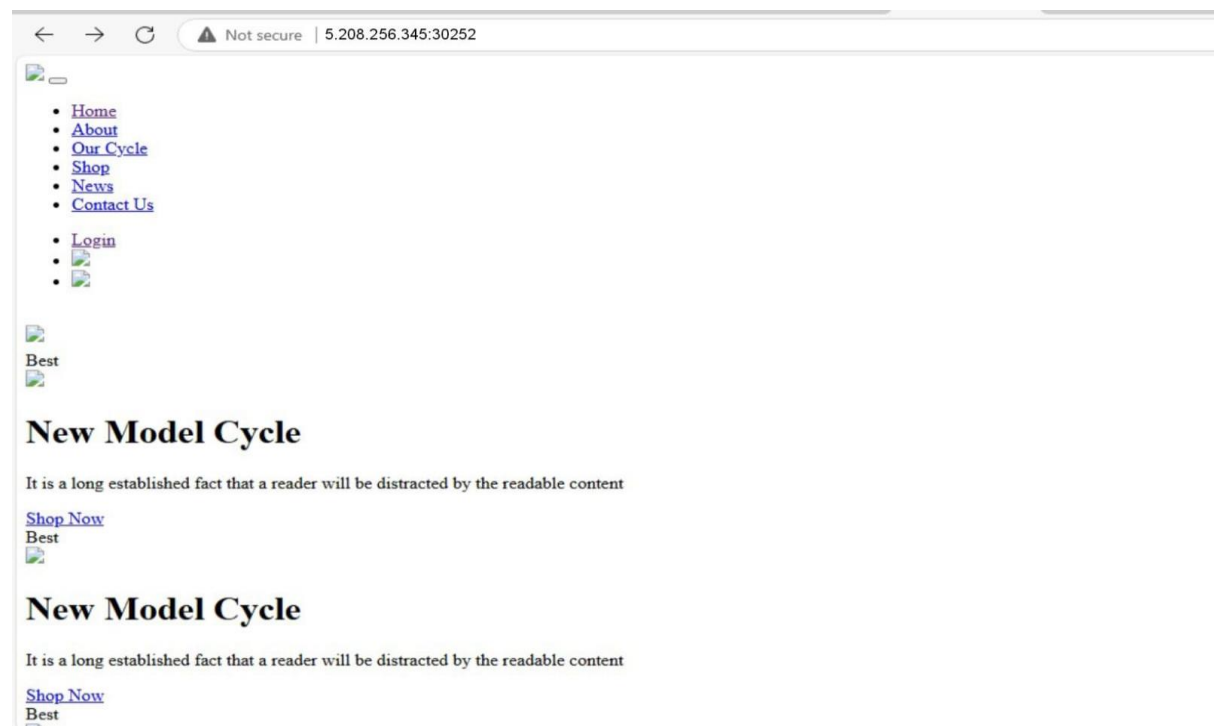 Not secure | 5.208.256.345:30252
Home
About
Our Cycle
Shop
News
Contact Us
Login
Best
New Model Cycle
It is a long established fact that a reader will be distracted by the readable content
Shop Now
Best
New Model Cycle
It is a long established fact that a reader will be distracted by the readable content
Shop Now
Best